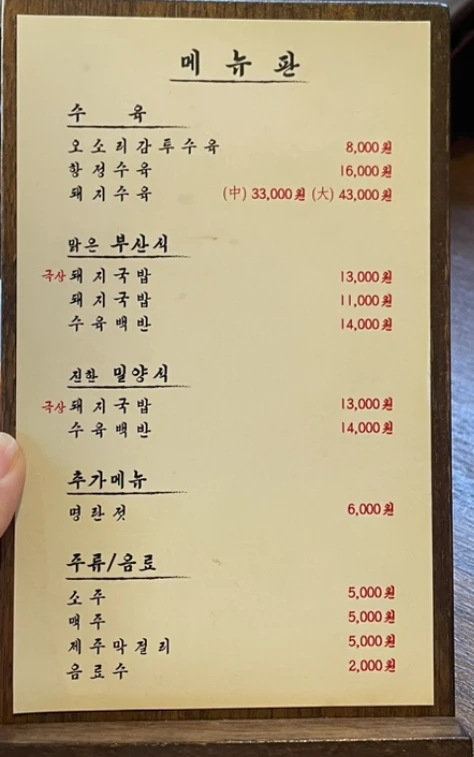 메뉴판
수육
오소리감투수육 8,000원
항정수육 16,000원
돼지수육 (中) 33,000원 (大) 43,000원
맑은 부산식
극상 돼지국밥 13,000원
돼지국밥 11,000원
수육백반 14,000원
진한 밀양식
극상 돼지국밥 13,000원
수육백반 14,000원
추가메뉴
명란젓 6,000원
주류/음료
소주 5,000원
맥주 5,000원
제주막걸리 5,000원
음료수 2,000원